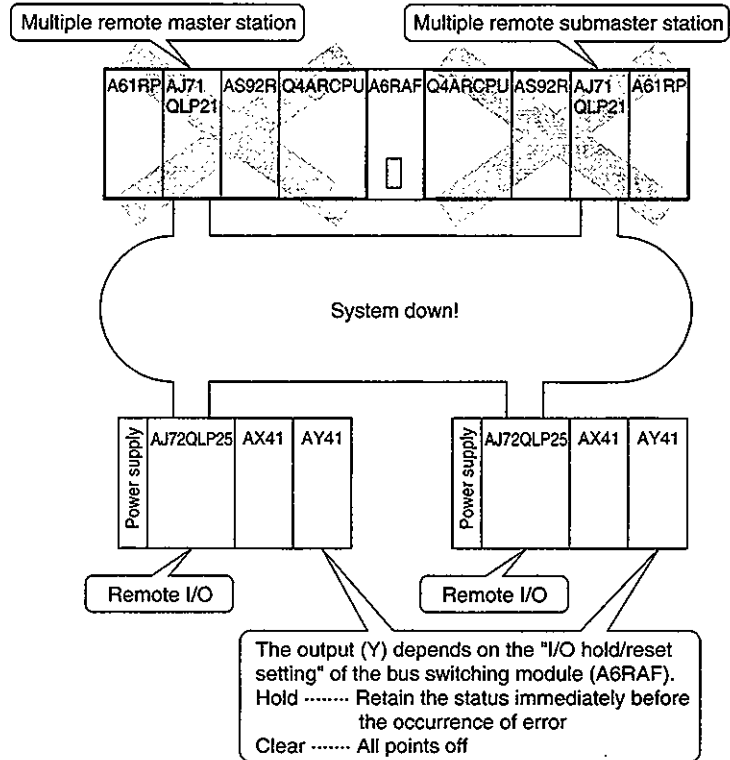 Multiple remote master station
Multiple remote submaster station
A61RP
AJ71
QLP21
AS92R
Q4ARCPU
A6RAF
Q4ARCPU
AS92R
AJ71
QLP21
A61RP
System down!
Power supply
AJ72QLP25
AX41
AY41
Power supply
AJ72QLP25
AX41
AY41
Remote I/O
Remote I/O
The output (Y) depends on the "I/O hold/reset
setting" of the bus switching module (A6RAF).
Hold ········ Retain the status immediately before
the occurrence of error
Clear ······· All points off